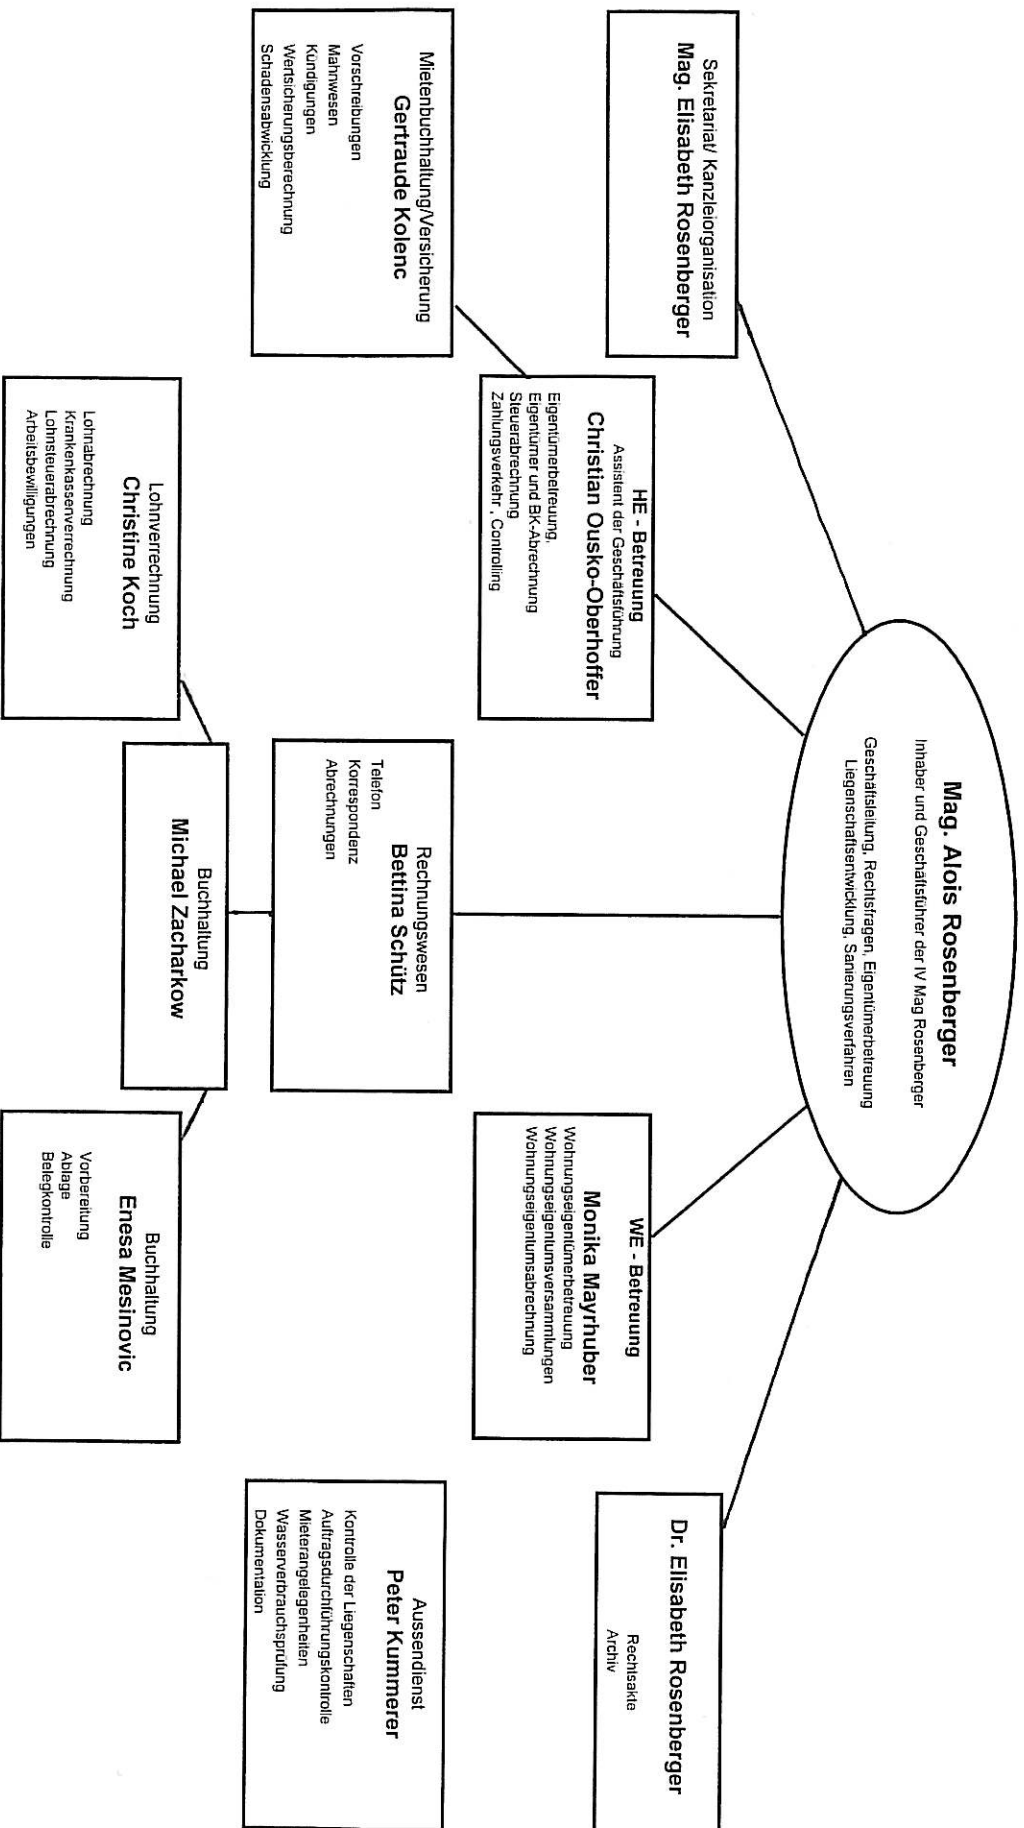 Mag. Alois Rosenberger
Inhaber und Geschäftsführer der IV Mag Rosenberger
Geschäftsleitung, Rechtsfragen, Eigentümerbetreuung
Liegenschaftsentwicklung, Sanierungsverfahren
Sekretariat/ Kanzleiorganisation
Mag. Elisabeth Rosenberger
HE - Betreuung
Assistent der Geschäftsführung
Christian Ousko-Oberhoffer
Eigentümerbetreuung,
Eigentümer und BK-Abrechnung
Steuerabrechnung
Zahlungsverkehr , Controlling
WE - Betreuung
Monika Mayrhuber
Wohnungseigentümerbetreuung
Wohnungseigentumsversammlungen
Wohnungseigentumsabrechnung
Dr. Elisabeth Rosenberger
Rechtsakte
Archiv
Mietenbuchhaltung/Versicherung
Gertraude Kolenc
Vorschreibungen
Mahnwesen
Kündigungen
Wertsicherungsberechnung
Schadensabwicklung
Rechnungswesen
Bettina Schütz
Telefon
Korrespondenz
Abrechnungen
Aussendienst
Peter Kummerer
Kontrolle der Liegenschaften
Auftragsdurchführungskontrolle
Mieterangelegenheiten
Wasserverbrauchsprüfung
Dokumentation
Buchhaltung
Michael Zacharkow
Lohnverrechnung
Christine Koch
Lohnabrechnung
Krankenkassenverrechnung
Lohnsteuerabrechnung
Arbeitsbewilligungen
Buchhaltung
Enesa Mesinovic
Vorbereitung
Ablage
Belegkontrolle